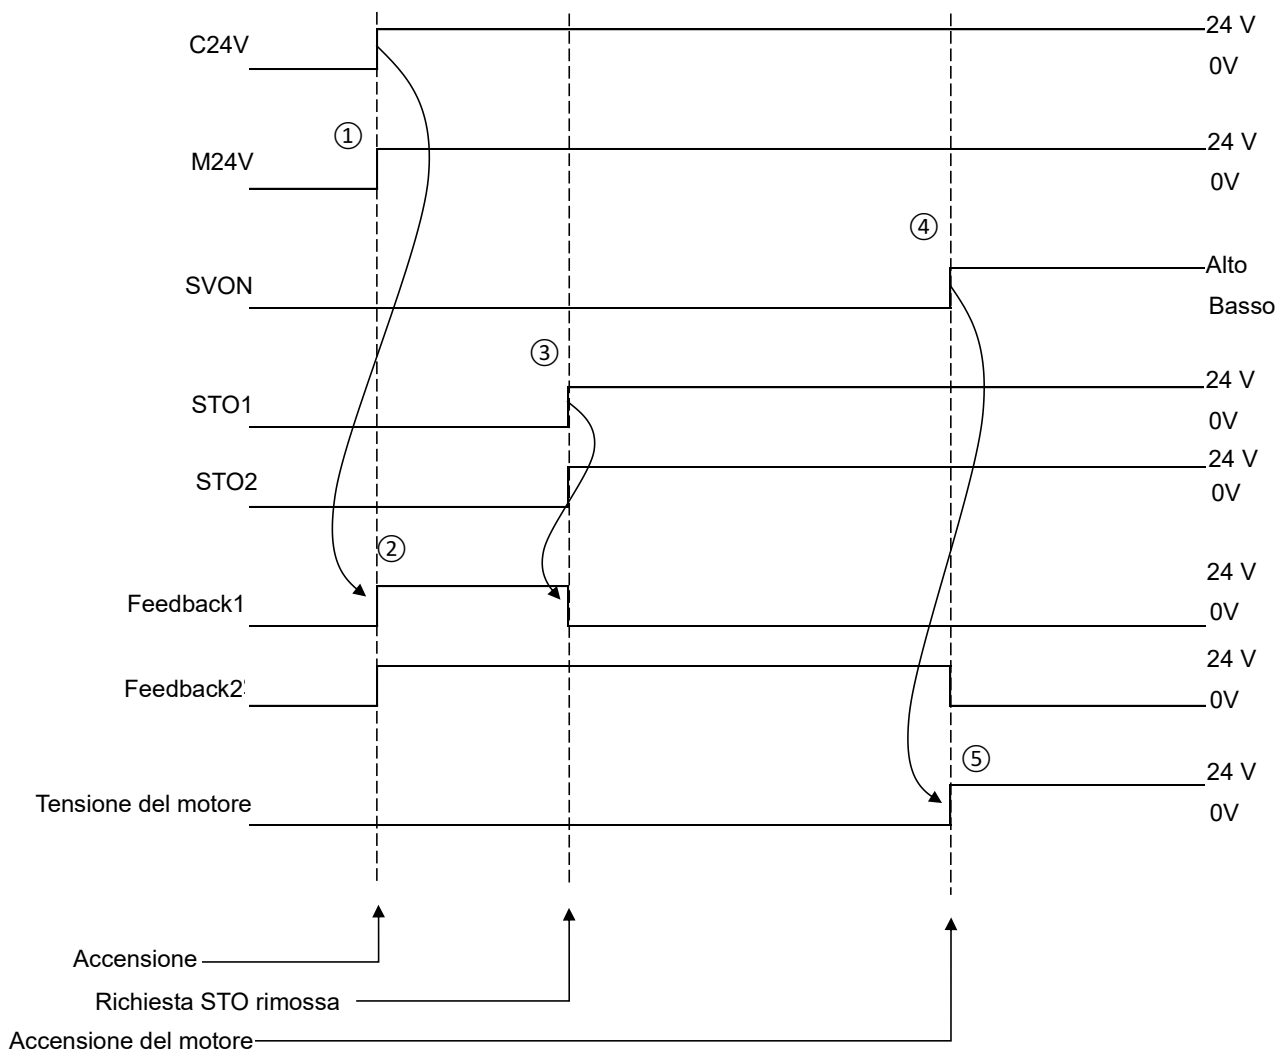 C24V
24 V
0V
①
M24V
24 V
0V
④
SVON
Alto
Basso
③
STO1
24 V
0V
STO2
24 V
0V
②
Feedback1
24 V
0V
Feedback2
24 V
0V
⑤
Tensione del motore
24 V
0V
Accensione
Richiesta STO rimossa
Accensione del motore